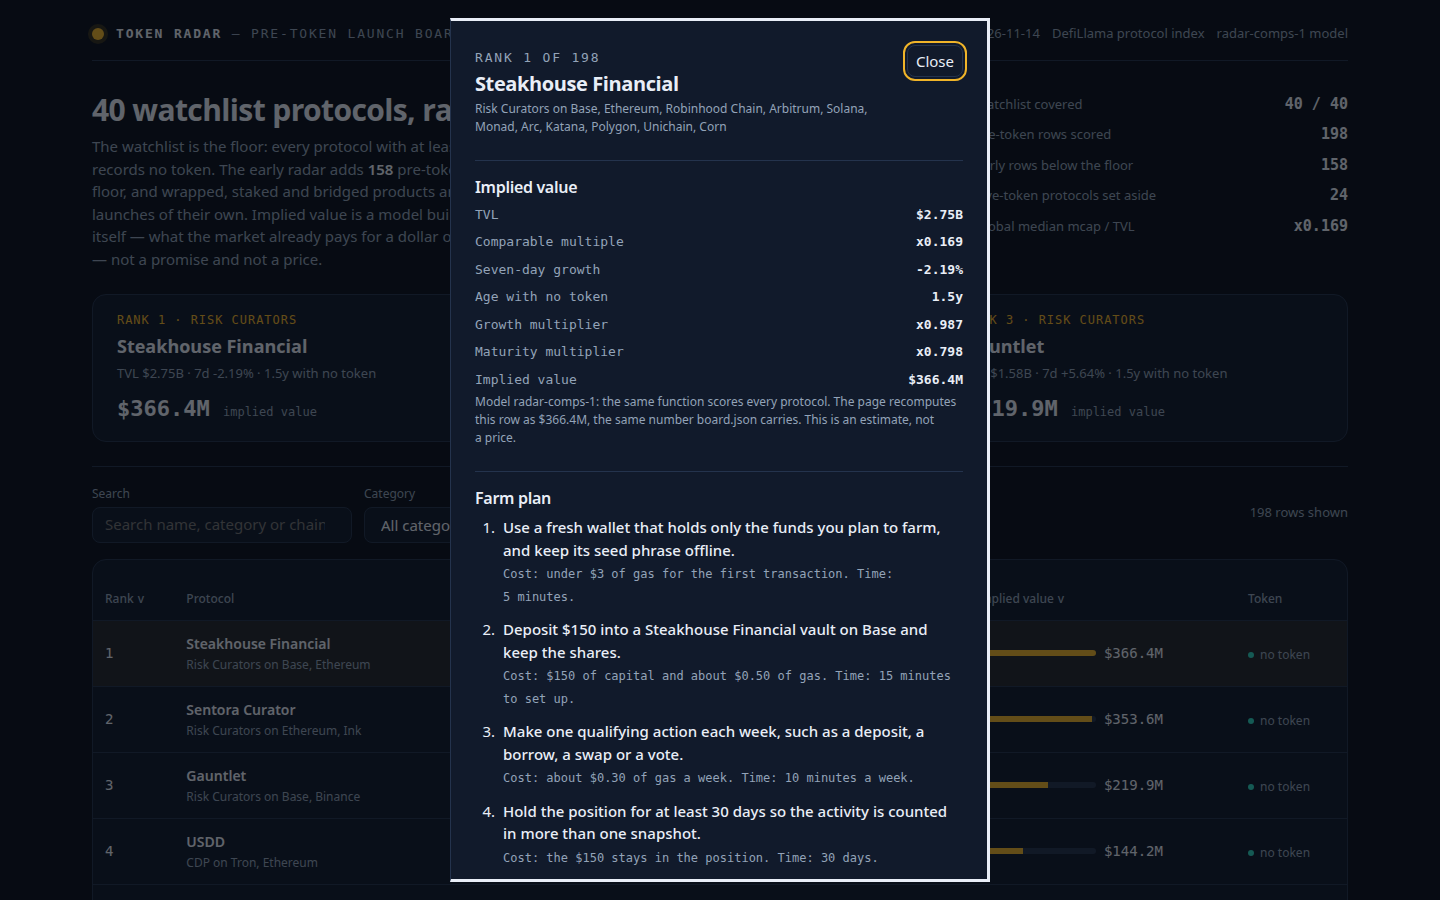 TOKEN RADAR — PRE-TOKEN LAUNCH BOAR
26-11-14 DefiLlama protocol index radar-comps-1 model
40 watchlist protocols, ra
The watchlist is the floor: every protocol with at lea
records no token. The early radar adds 158 pre-tok
floor, and wrapped, staked and bridged products a
launches of their own. Implied value is a model bui
itself — what the market already pays for a dollar o
— not a promise and not a price.
atchlist covered 40 / 40
e-token rows scored 198
rly rows below the floor 158
ve-token protocols set aside 24
obal median mcap / TVL x0.169
RANK 1 · RISK CURATORS
Steakhouse Financial
TVL $2.75B · 7d -2.19% · 1.5y with no token
$366.4M implied value
K 3 · RISK CURATORS
untlet
$1.58B · 7d +5.64% · 1.5y with no token
19.9M implied value
Search
Search name, category or chain
Category
All catego
198 rows shown
Rank v Protocol plied value v Token
1 Steakhouse Financial $366.4M no token
Risk Curators on Base, Ethereum
2 Sentora Curator $353.6M no token
Risk Curators on Ethereum, Ink
3 Gauntlet $219.9M no token
Risk Curators on Base, Binance
4 USDD $144.2M no token
CDP on Tron, Ethereum
RANK 1 OF 198
Close
Steakhouse Financial
Risk Curators on Base, Ethereum, Robinhood Chain, Arbitrum, Solana,
Monad, Arc, Katana, Polygon, Unichain, Corn
Implied value
TVL $2.75B
Comparable multiple x0.169
Seven-day growth -2.19%
Age with no token 1.5y
Growth multiplier x0.987
Maturity multiplier x0.798
Implied value $366.4M
Model radar-comps-1: the same function scores every protocol. The page recomputes
this row as $366.4M, the same number board.json carries. This is an estimate, not
a price.
Farm plan
1. Use a fresh wallet that holds only the funds you plan to farm,
and keep its seed phrase offline.
Cost: under $3 of gas for the first transaction. Time:
5 minutes.
2. Deposit $150 into a Steakhouse Financial vault on Base and
keep the shares.
Cost: $150 of capital and about $0.50 of gas. Time: 15 minutes
to set up.
3. Make one qualifying action each week, such as a deposit, a
borrow, a swap or a vote.
Cost: about $0.30 of gas a week. Time: 10 minutes a week.
4. Hold the position for at least 30 days so the activity is counted
in more than one snapshot.
Cost: the $150 stays in the position. Time: 30 days.